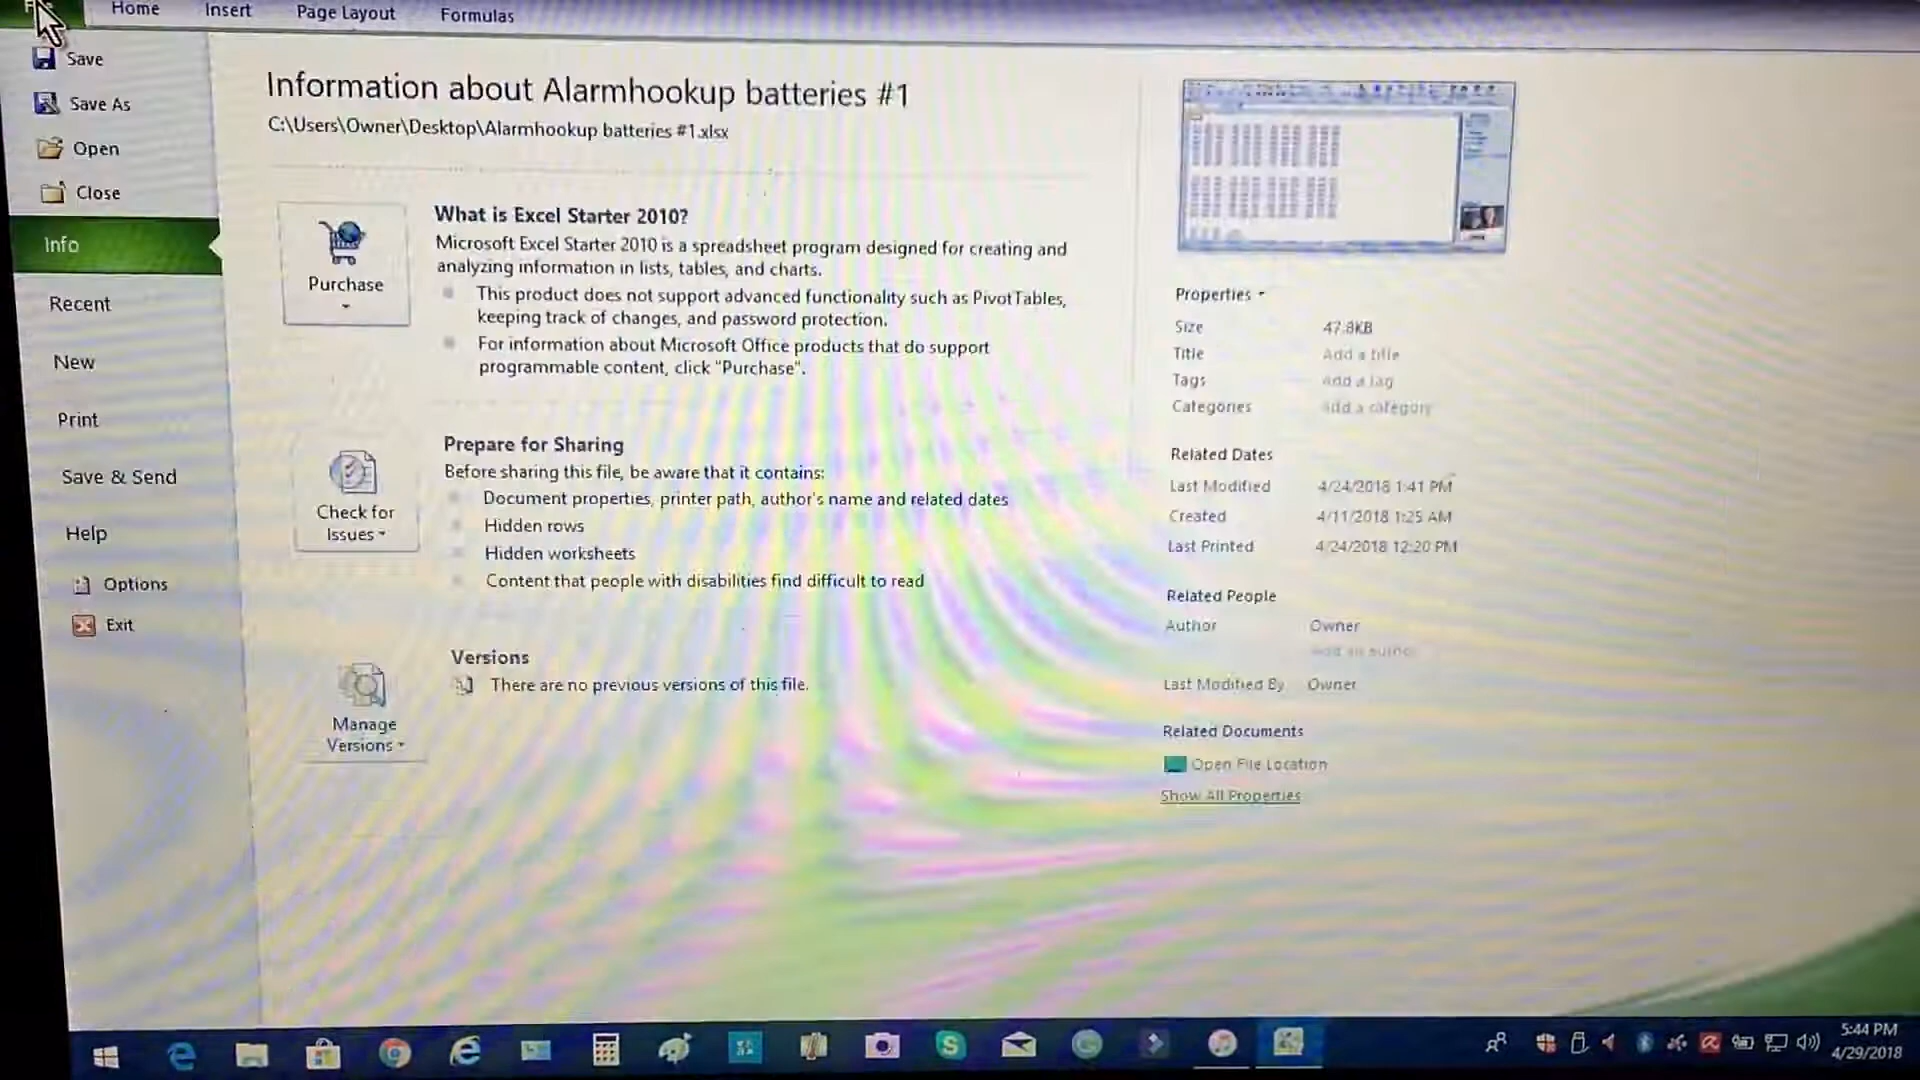 Home Insert Page Layout Formulas
Save
Save As
Open
Close
Info
Recent
New
Print
Save & Send
Help
Options
Exit
Information about Alarmhookup batteries #1
C:\Users\Owner\Desktop\Alarmhookup batteries #1.xlsx
Purchase
What is Excel Starter 2010?
Microsoft Excel Starter 2010 is a spreadsheet program designed for creating and
analyzing information in lists, tables, and charts.
This product does not support advanced functionality such as PivotTables,
keeping track of changes, and password protection.
For information about Microsoft Office products that do support
programmable content, click "Purchase".
Check for
Issues
Prepare for Sharing
Before sharing this file, be aware that it contains:
Document properties, printer path, author's name and related dates
Hidden rows
Hidden worksheets
Content that people with disabilities find difficult to read
Manage
Versions
Versions
There are no previous versions of this file.
Properties
Size 47.8KB
Title Add a title
Tags Add a tag
Categories Add a category
Related Dates
Last Modified 4/24/2018 1:41 PM
Created 4/11/2018 1:25 AM
Last Printed 4/24/2018 12:20 PM
Related People
Author Owner
Add an author
Last Modified By Owner
Related Documents
Open File Location
Show All Properties
5:44 PM
4/29/2018